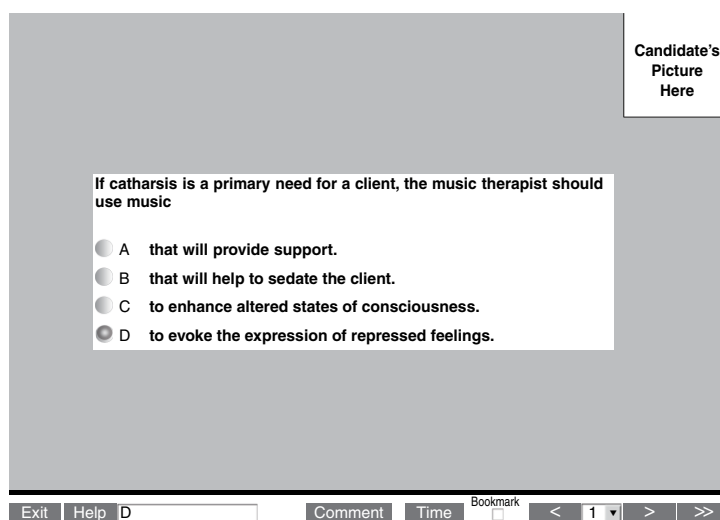 Candidate's
Picture
Here
If catharsis is a primary need for a client, the music therapist should
use music
A that will provide support.
B that will help to sedate the client.
C to enhance altered states of consciousness.
D to evoke the expression of repressed feelings.
Bookmark
Exit Help D Comment Time < 1 > >>